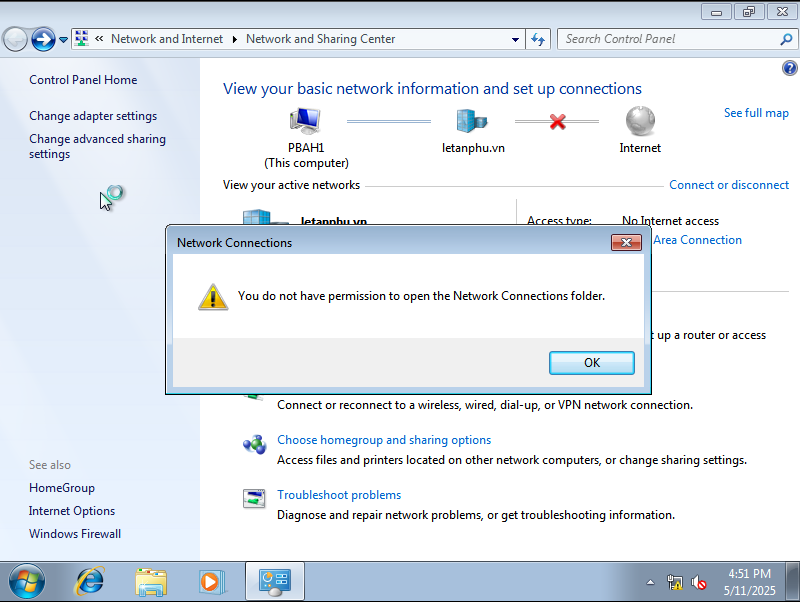 « Network and Internet ▸ Network and Sharing Center
Search Control Panel
Control Panel Home
Change adapter settings
Change advanced sharing
settings
View your basic network information and set up connections
PBAH1
(This computer)
letanphu.vn
Internet
See full map
View your active networks
Connect or disconnect
letanphu.vn
Access type:
No Internet access
Area Connection
Network Connections
You do not have permission to open the Network Connections folder.
OK
up a router or access
Connect or reconnect to a wireless, wired, dial-up, or VPN network connection.
Choose homegroup and sharing options
Access files and printers located on other network computers, or change sharing settings.
Troubleshoot problems
Diagnose and repair network problems, or get troubleshooting information.
See also
HomeGroup
Internet Options
Windows Firewall
4:51 PM
5/11/2025